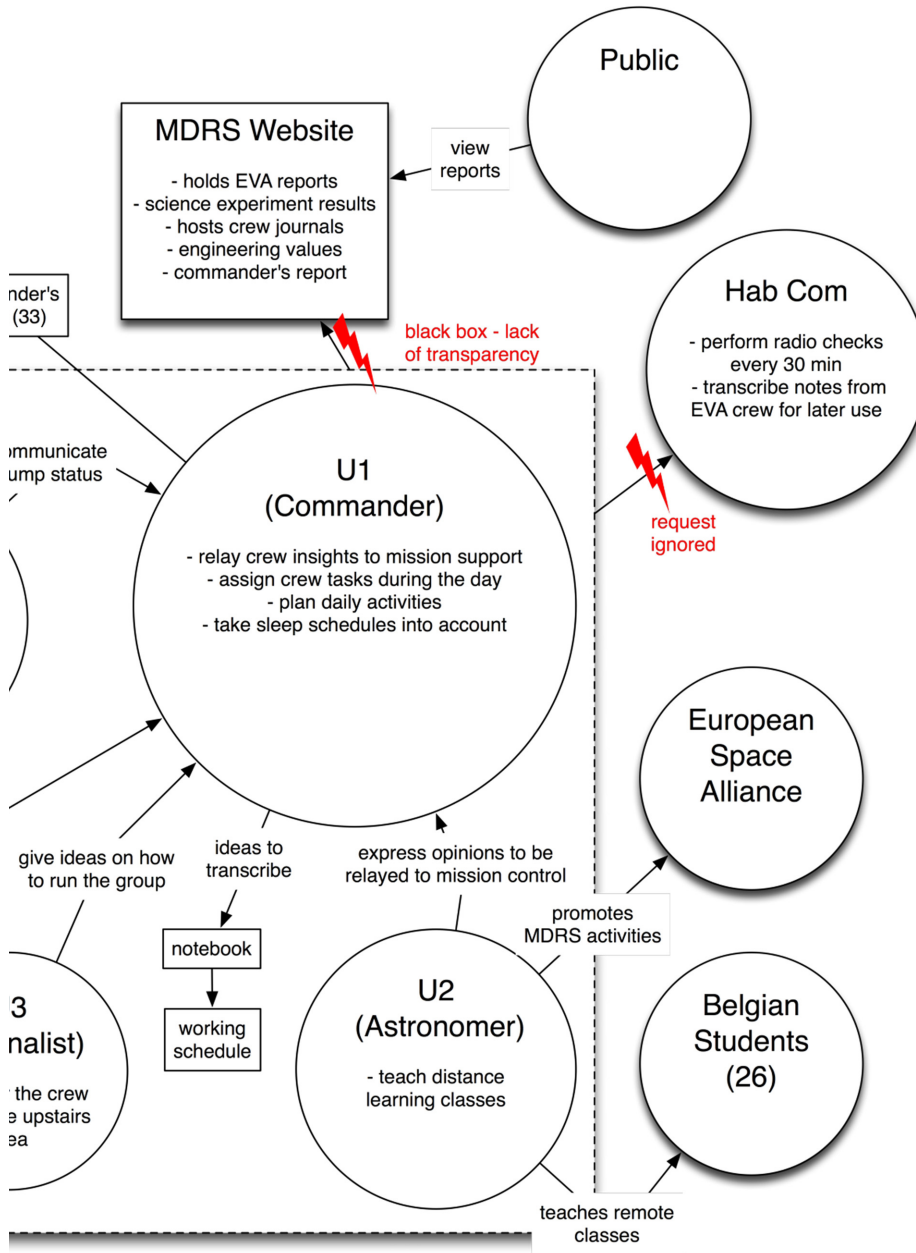 Public
MDRS Website
- holds EVA reports
- science experiment results
- hosts crew journals
- engineering values
- commander's report
view
reports
nder's
(33)
black box - lack
of transparency
Hab Com
- perform radio checks
every 30 min
- transcribe notes from
EVA crew for later use
ommunicate
ump status
U1
(Commander)
- relay crew insights to mission support
- assign crew tasks during the day
- plan daily activities
- take sleep schedules into account
request
ignored
European
Space
Alliance
give ideas on how
to run the group
ideas to
transcribe
express opinions to be
relayed to mission control
promotes
MDRS activities
notebook
working
schedule
U2
(Astronomer)
- teach distance
learning classes
Belgian
Students
(26)
3
nalist)
the crew
e upstairs
ea
teaches remote
classes